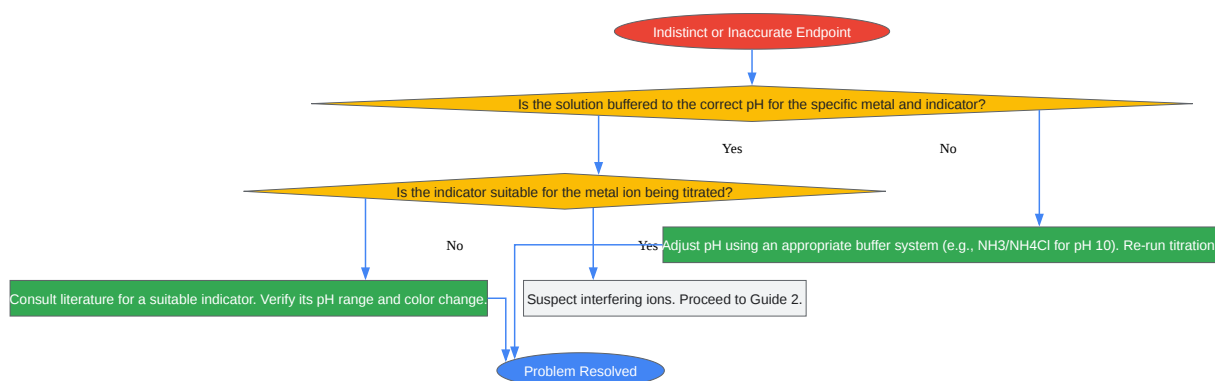 Indistinct or Inaccurate Endpoint
Is the solution buffered to the correct pH for the specific metal and indicator?
Yes
No
Is the indicator suitable for the metal ion being titrated?
No
Yes
Adjust pH using an appropriate buffer system (e.g., NH3/NH4Cl for pH 10). Re-run titration
Consult literature for a suitable indicator. Verify its pH range and color change.
Suspect interfering ions. Proceed to Guide 2.
Problem Resolved